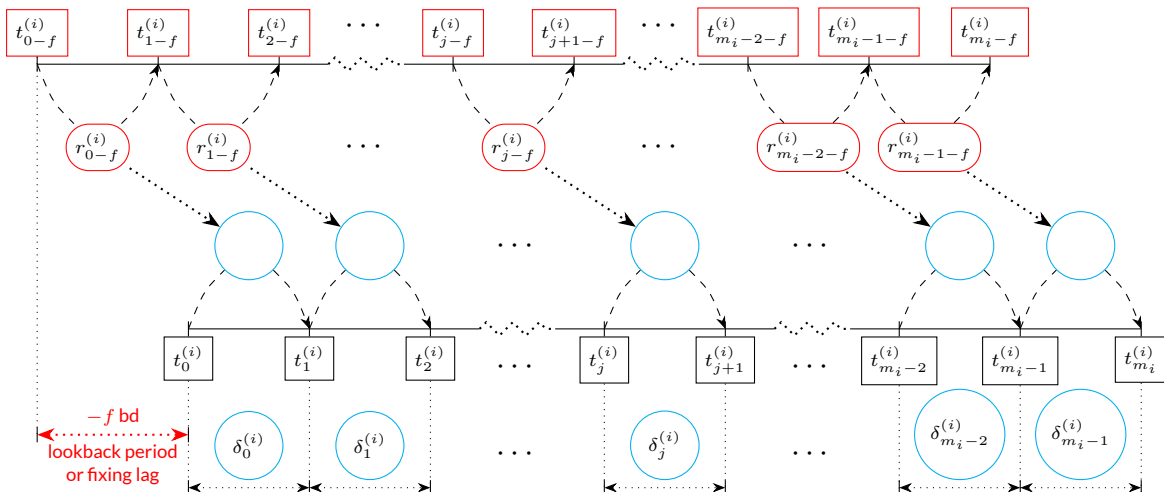 t_{0-f}^{(i)} t_{1-f}^{(i)} t_{2-f}^{(i)} ··· t_{j-f}^{(i)} t_{j+1-f}^{(i)} ··· t_{m_i-2-f}^{(i)} t_{m_i-1-f}^{(i)} t_{m_i-f}^{(i)}
r_{0-f}^{(i)} r_{1-f}^{(i)} ··· r_{j-f}^{(i)} ··· r_{m_i-2-f}^{(i)} r_{m_i-1-f}^{(i)}
··· ···
t_0^{(i)} t_1^{(i)} t_2^{(i)} ··· t_j^{(i)} t_{j+1}^{(i)} ··· t_{m_i-2}^{(i)} t_{m_i-1}^{(i)} t_{m_i}^{(i)}
−f bd
lookback period
or fixing lag
δ_0^{(i)} δ_1^{(i)} ··· δ_j^{(i)} ··· δ_{m_i-2}^{(i)} δ_{m_i-1}^{(i)}